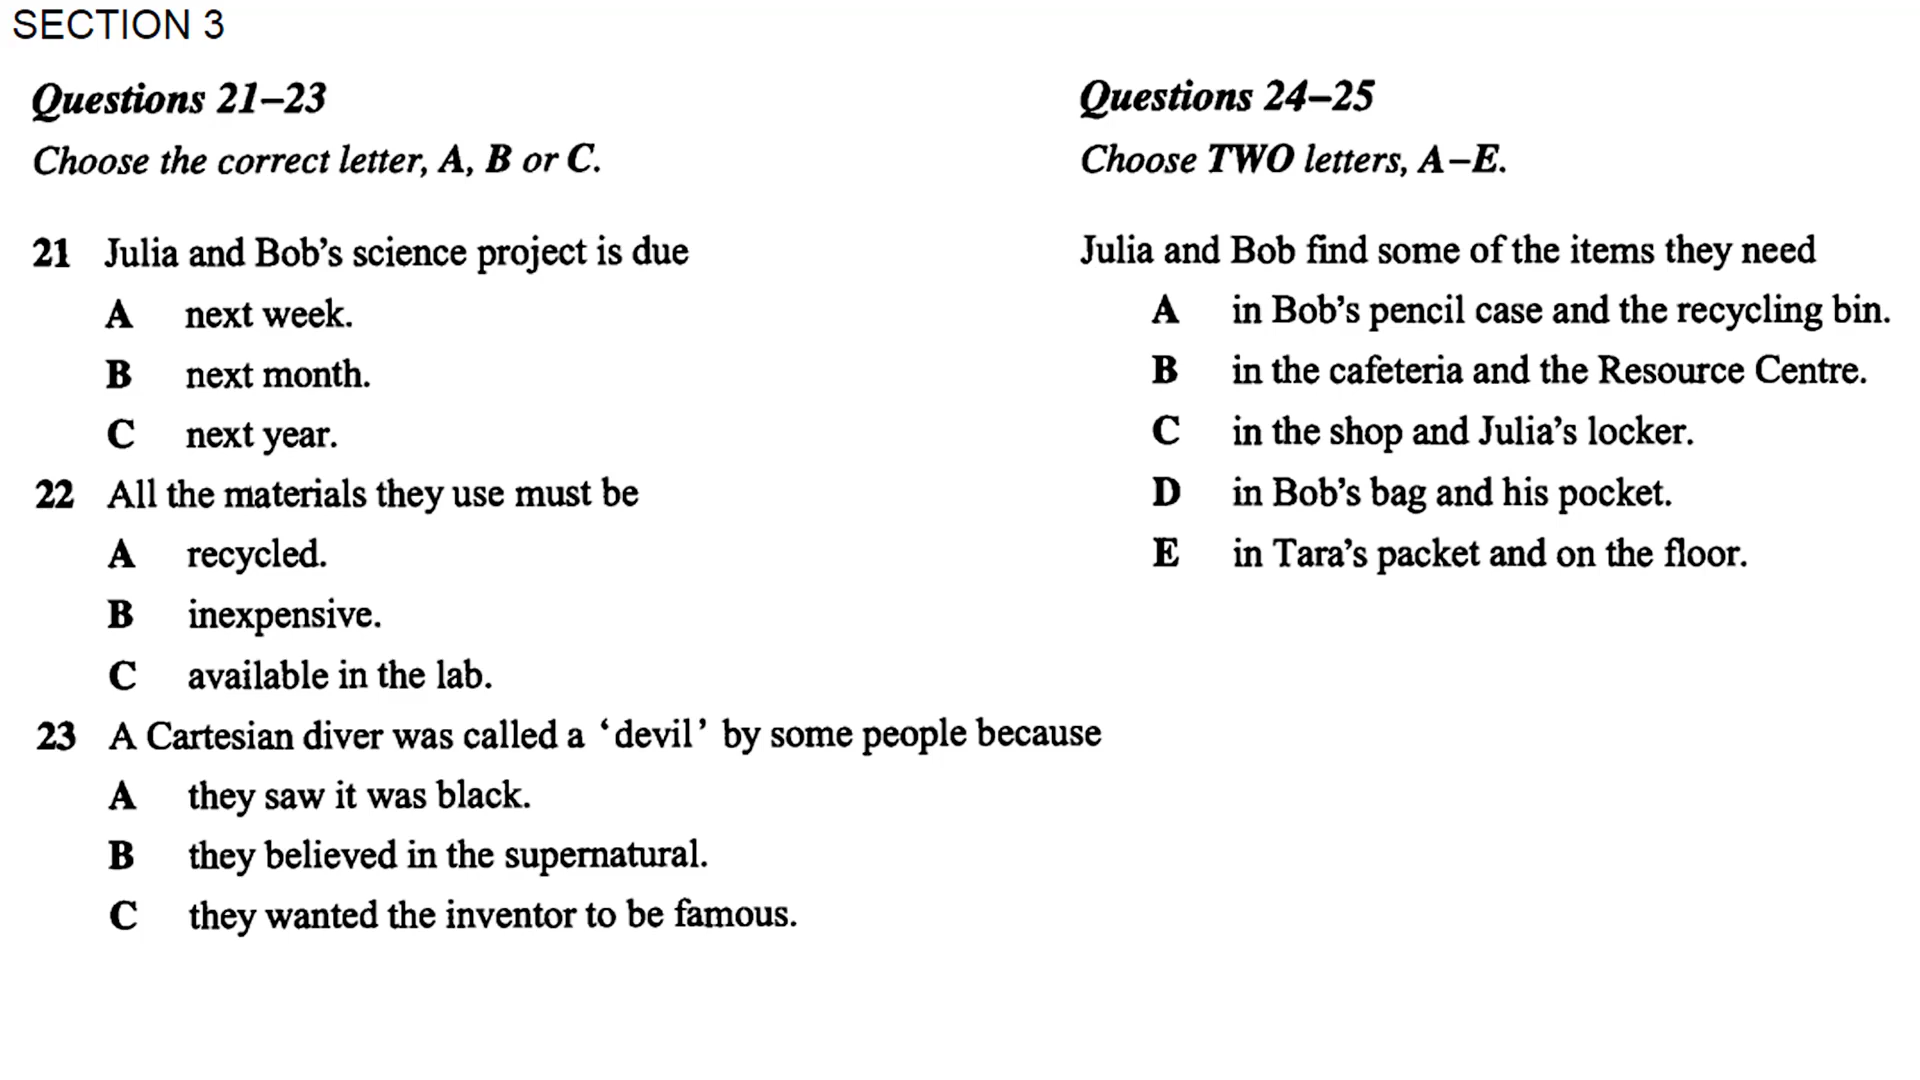 SECTION 3
Questions 21–23
Choose the correct letter, A, B or C.
21 Julia and Bob’s science project is due
A next week.
B next month.
C next year.
22 All the materials they use must be
A recycled.
B inexpensive.
C available in the lab.
23 A Cartesian diver was called a ‘devil’ by some people because
A they saw it was black.
B they believed in the supernatural.
C they wanted the inventor to be famous.
Questions 24–25
Choose TWO letters, A–E.
Julia and Bob find some of the items they need
A in Bob’s pencil case and the recycling bin.
B in the cafeteria and the Resource Centre.
C in the shop and Julia’s locker.
D in Bob’s bag and his pocket.
E in Tara’s packet and on the floor.